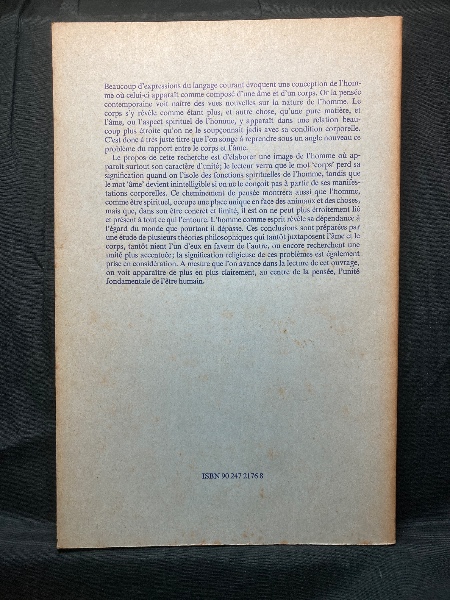 Beaucoup d'expressions du langage courant évoquent une conception de l'hom-
me où celui-ci apparaît comme composé d'une âme et d'un corps. Or la pensée
contemporaine voit naître des vues nouvelles sur la nature de l'homme. Le
corps s'y révèle comme étant plus, et autre chose, qu'une pure matière, et
l'âme, ou l'aspect spirituel de l'homme, y apparaît dans une relation beau-
coup plus étroite qu'on ne le soupçonnait jadis avec sa condition corporelle.
C'est donc à très juste titre que l'on songe à reprendre sous un angle nouveau ce
problème du rapport entre le corps et l'âme.
Le propos de cette recherche est d'élaborer une image de l'homme où ap-
paraît surtout son caractère d'unité; le lecteur verra que le mot 'corps' perd sa
signification quand on l'isole des fonctions spirituelles de l'homme, tandis que
le mot 'âme' devient inintelligible si on ne le conçoit pas à partir de ses manifes-
tations corporelles. Ce cheminement de pensée montrera aussi que l'homme,
comme être spirituel, occupe une place unique en face des animaux et des choses,
mais que, dans son être concret et limité, il est on ne peut plus étroitement lié
et présent à tout ce qui l'entoure. L'homme comme esprit révèle sa dépendance à
l'égard du monde que pourtant il dépasse. Ces conclusions sont préparées par
une étude de plusieurs théories philosophiques qui tantôt juxtaposent l'âme et le
corps, tantôt nient l'un d'eux en faveur de l'autre, ou encore recherchent une
unité plus accentuée; la signification religieuse de ces problèmes est également
prise en considération. A mesure que l'on avance dans la lecture de cet ouvrage,
on voit apparaître de plus en plus clairement, au centre de la pensée, l'unité
fondamentale de l'être humain.
ISBN 90 247 2176 8